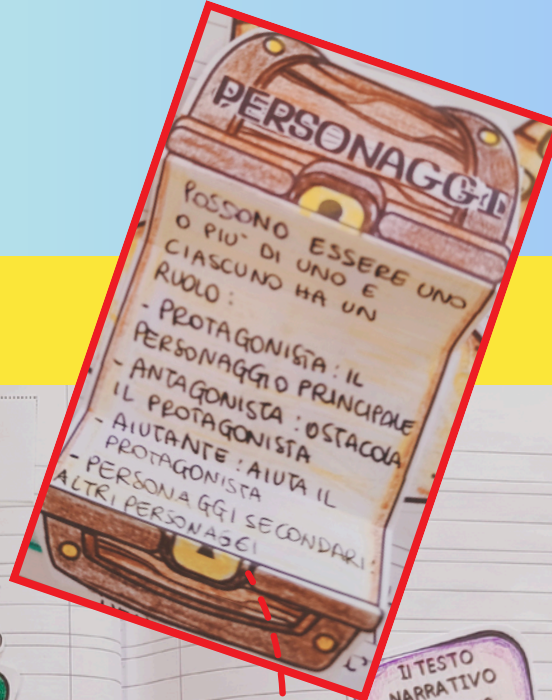 PERSONAGGI
POSSONO ESSERE UNO
O PIU' DI UNO E
CIASCUNO HA UN
RUOLO:
- PROTAGONISTA: IL
PERSONAGGIO PRINCIPALE
- ANTAGONISTA: OSTACOLA
IL PROTAGONISTA
- AIUTANTE: AIUTA IL
PROTAGONISTA
- PERSONAGGI SECONDARI:
ALTRI PERSONAGGI
Il TESTO
NARRATIVO